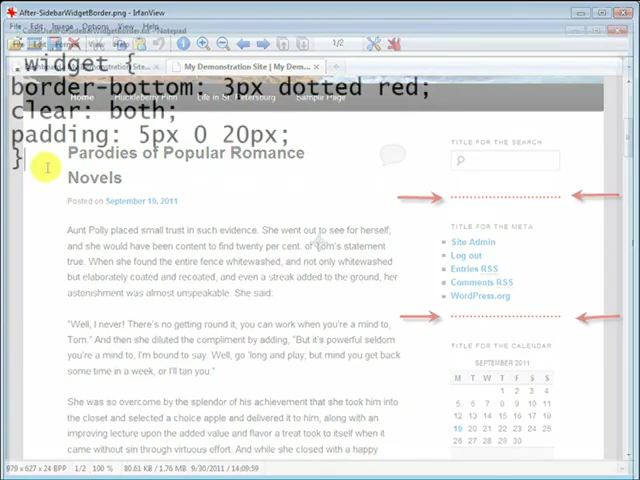 After-SidebarWidgetBorder.png - IrfanView
File Edit Image Options View Help
1/2
My Demonstration Site | My Dem...
.widget {
border-bottom: 3px dotted red;
clear: both;
padding: 5px 0 20px;
}
Home Huckleberry Finn Life in St. Petersburg Sample Page
Parodies of Popular Romance
Novels
Posted on September 19, 2011
Aunt Polly placed small trust in such evidence. She went out to see for herself;
and she would have been content to find twenty per cent. of Tom's statement
true. When she found the entire fence whitewashed, and not only whitewashed
but elaborately coated and recoated, and even a streak added to the ground, her
astonishment was almost unspeakable. She said:
"Well, I never! There's no getting round it, you can work when you're a mind to,
Tom." And then she diluted the compliment by adding, "But it's powerful seldom
you're a mind to, I'm bound to say. Well, go 'long and play; but mind you get back
some time in a week, or I'll tan you."
She was so overcome by the splendor of his achievement that she took him into
the closet and selected a choice apple and delivered it to him, along with an
improving lecture upon the added value and flavor a treat took to itself when it
came without sin through virtuous effort. And while she closed with a happy
TITLE FOR THE SEARCH
TITLE FOR THE META
Site Admin
Log out
Entries RSS
Comments RSS
WordPress.org
TITLE FOR THE CALENDAR
SEPTEMBER 2011
M T W T F S S
1 2 3 4
5 6 7 8 9 10 11
12 13 14 15 16 17 18
19 20 21 22 23 24 25
26 27 28 29 30
979 x 627 x 24 BPP 1/2 100 % 80.61 KB / 1.76 MB 9/30/2011 / 14:09:59